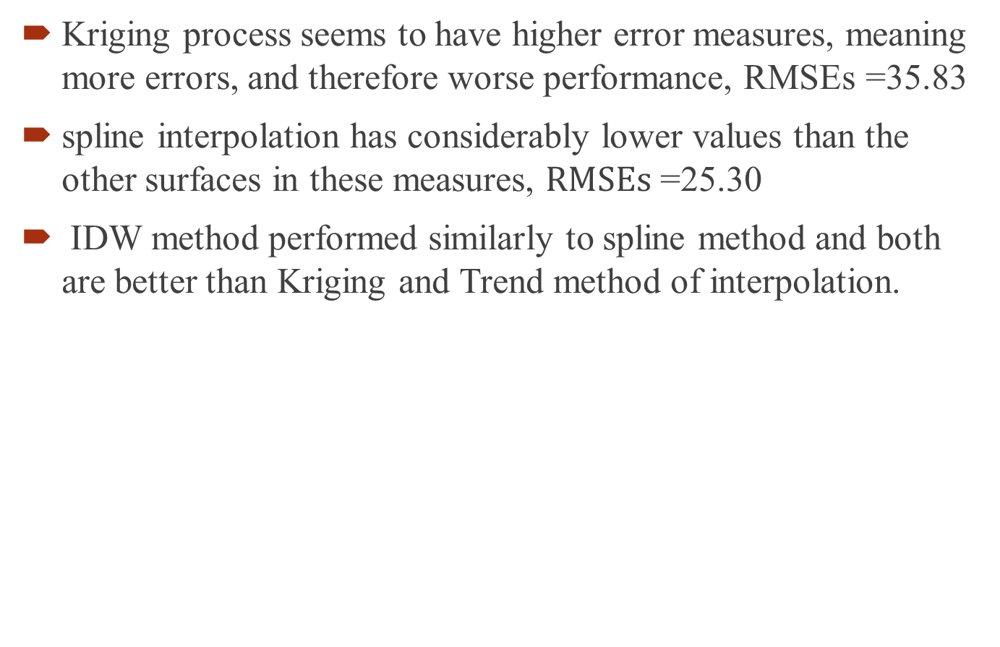 Kriging process seems to have higher error measures, meaning
more errors, and therefore worse performance, RMSEs =35.83
spline interpolation has considerably lower values than the
other surfaces in these measures, RMSEs =25.30
IDW method performed similarly to spline method and both
are better than Kriging and Trend method of interpolation.